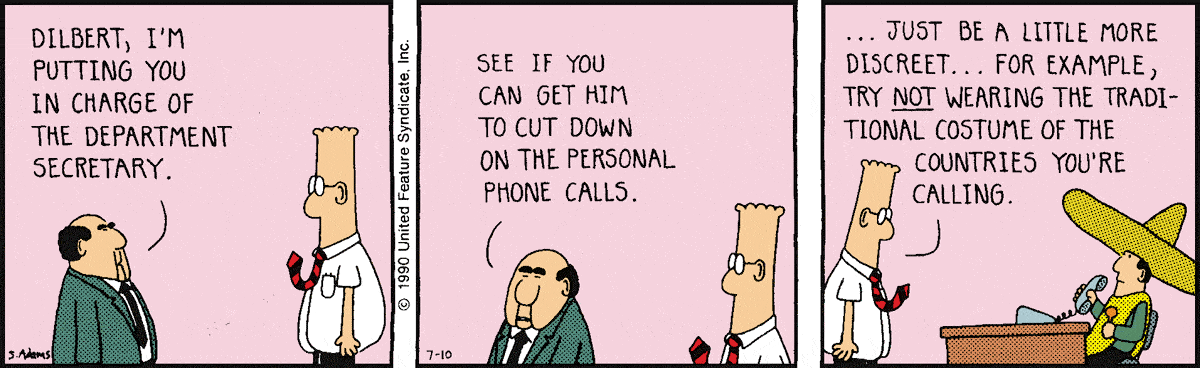 DILBERT, I'M
PUTTING YOU
IN CHARGE OF
THE DEPARTMENT
SECRETARY.
S.Adams
© 1990 United Feature Syndicate, Inc.
SEE IF YOU
CAN GET HIM
TO CUT DOWN
ON THE PERSONAL
PHONE CALLS.
7-10
... JUST BE A LITTLE MORE
DISCREET... FOR EXAMPLE,
TRY NOT WEARING THE TRADI-
TIONAL COSTUME OF THE
COUNTRIES YOU'RE
CALLING.